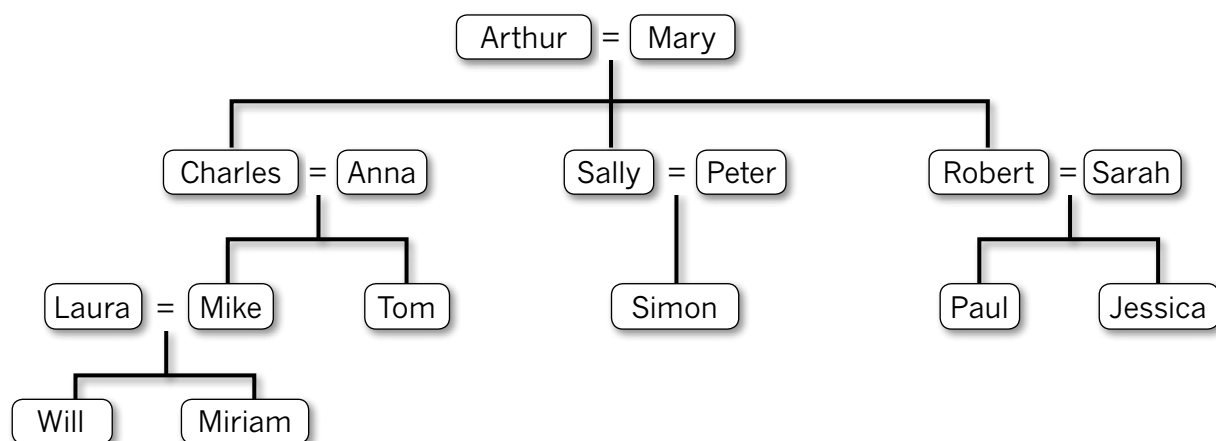 Arthur = Mary
Charles = Anna Sally = Peter Robert = Sarah
Laura = Mike Tom Simon Paul Jessica
Will Miriam